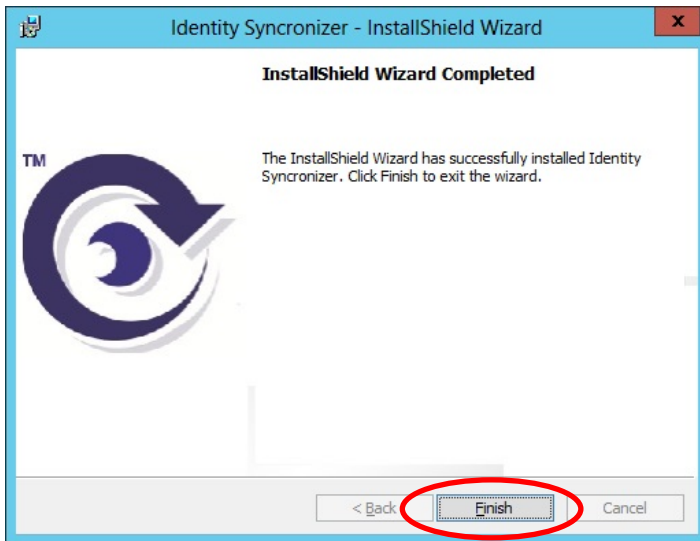 Identity Syncronizer - InstallShield Wizard
x
InstallShield Wizard Completed
TM
The InstallShield Wizard has successfully installed Identity
Syncronizer. Click Finish to exit the wizard.
< Back
Finish
Cancel